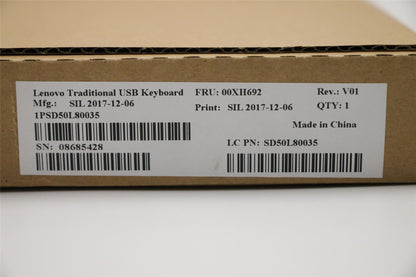 Lenovo Traditional USB Keyboard FRU: 00XH692 Rev.: V01
Mfg.: SIL 2017-12-06 Print: SIL 2017-12-06 QTY: 1
1PSD50L80035
Made in China
SN: 08685428 LC PN: SD50L80035